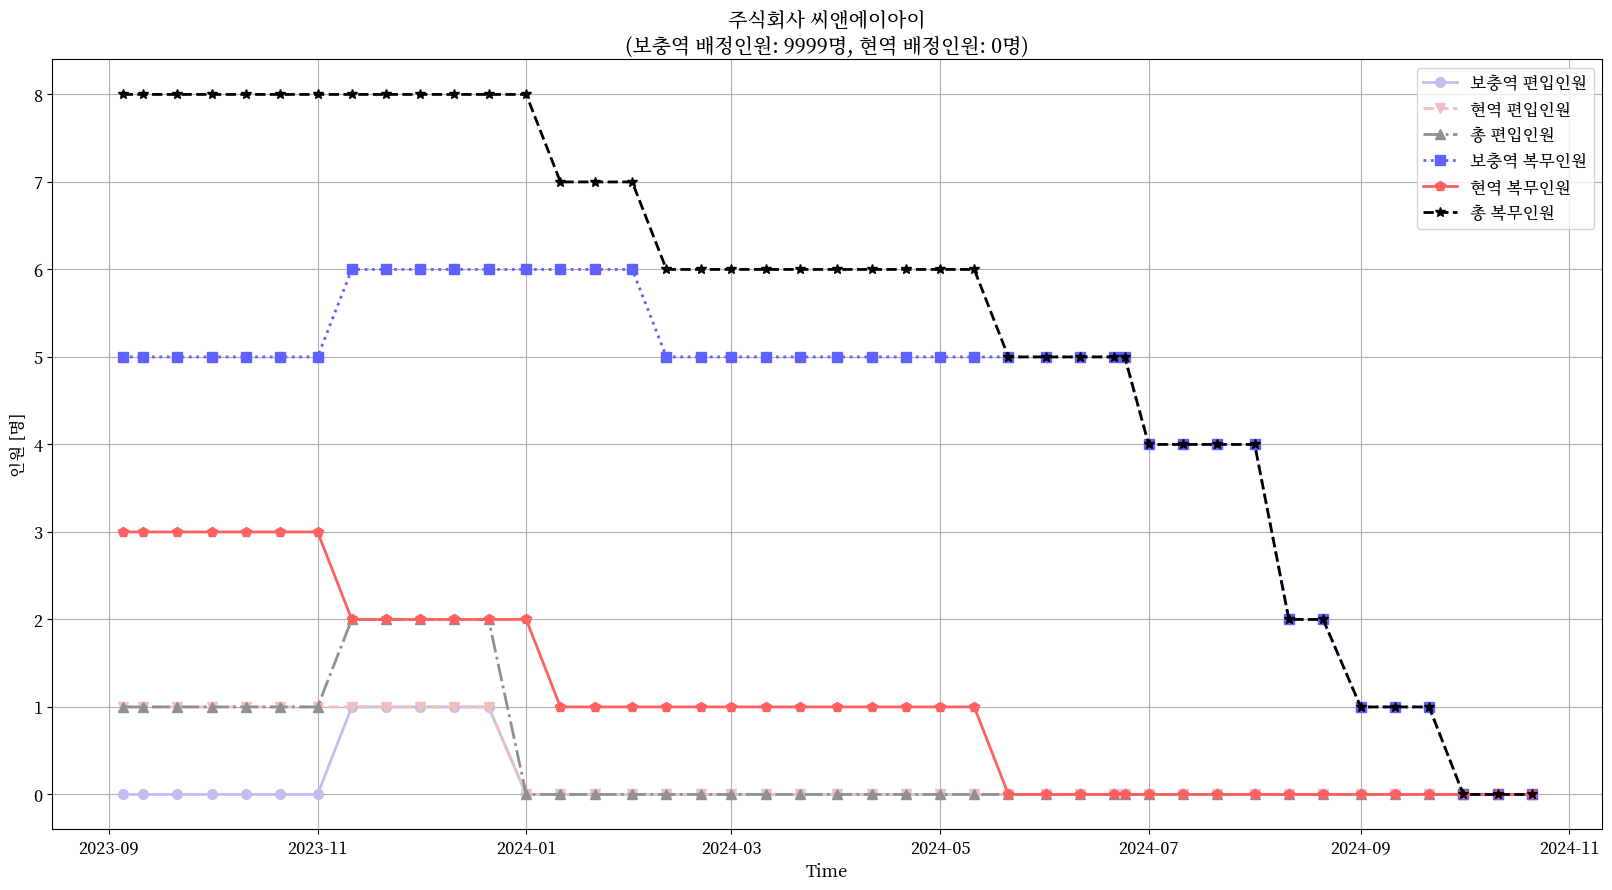 주식회사 씨앤에이아이
(보충역 배정인원: 9999명, 현역 배정인원: 0명)
보충역 편입인원
현역 편입인원
총 편입인원
보충역 복무인원
현역 복무인원
총 복무인원
인원 [명]
8
7
6
5
4
3
2
1
0
2023-09
2023-11
2024-01
2024-03
2024-05
2024-07
2024-09
2024-11
Time